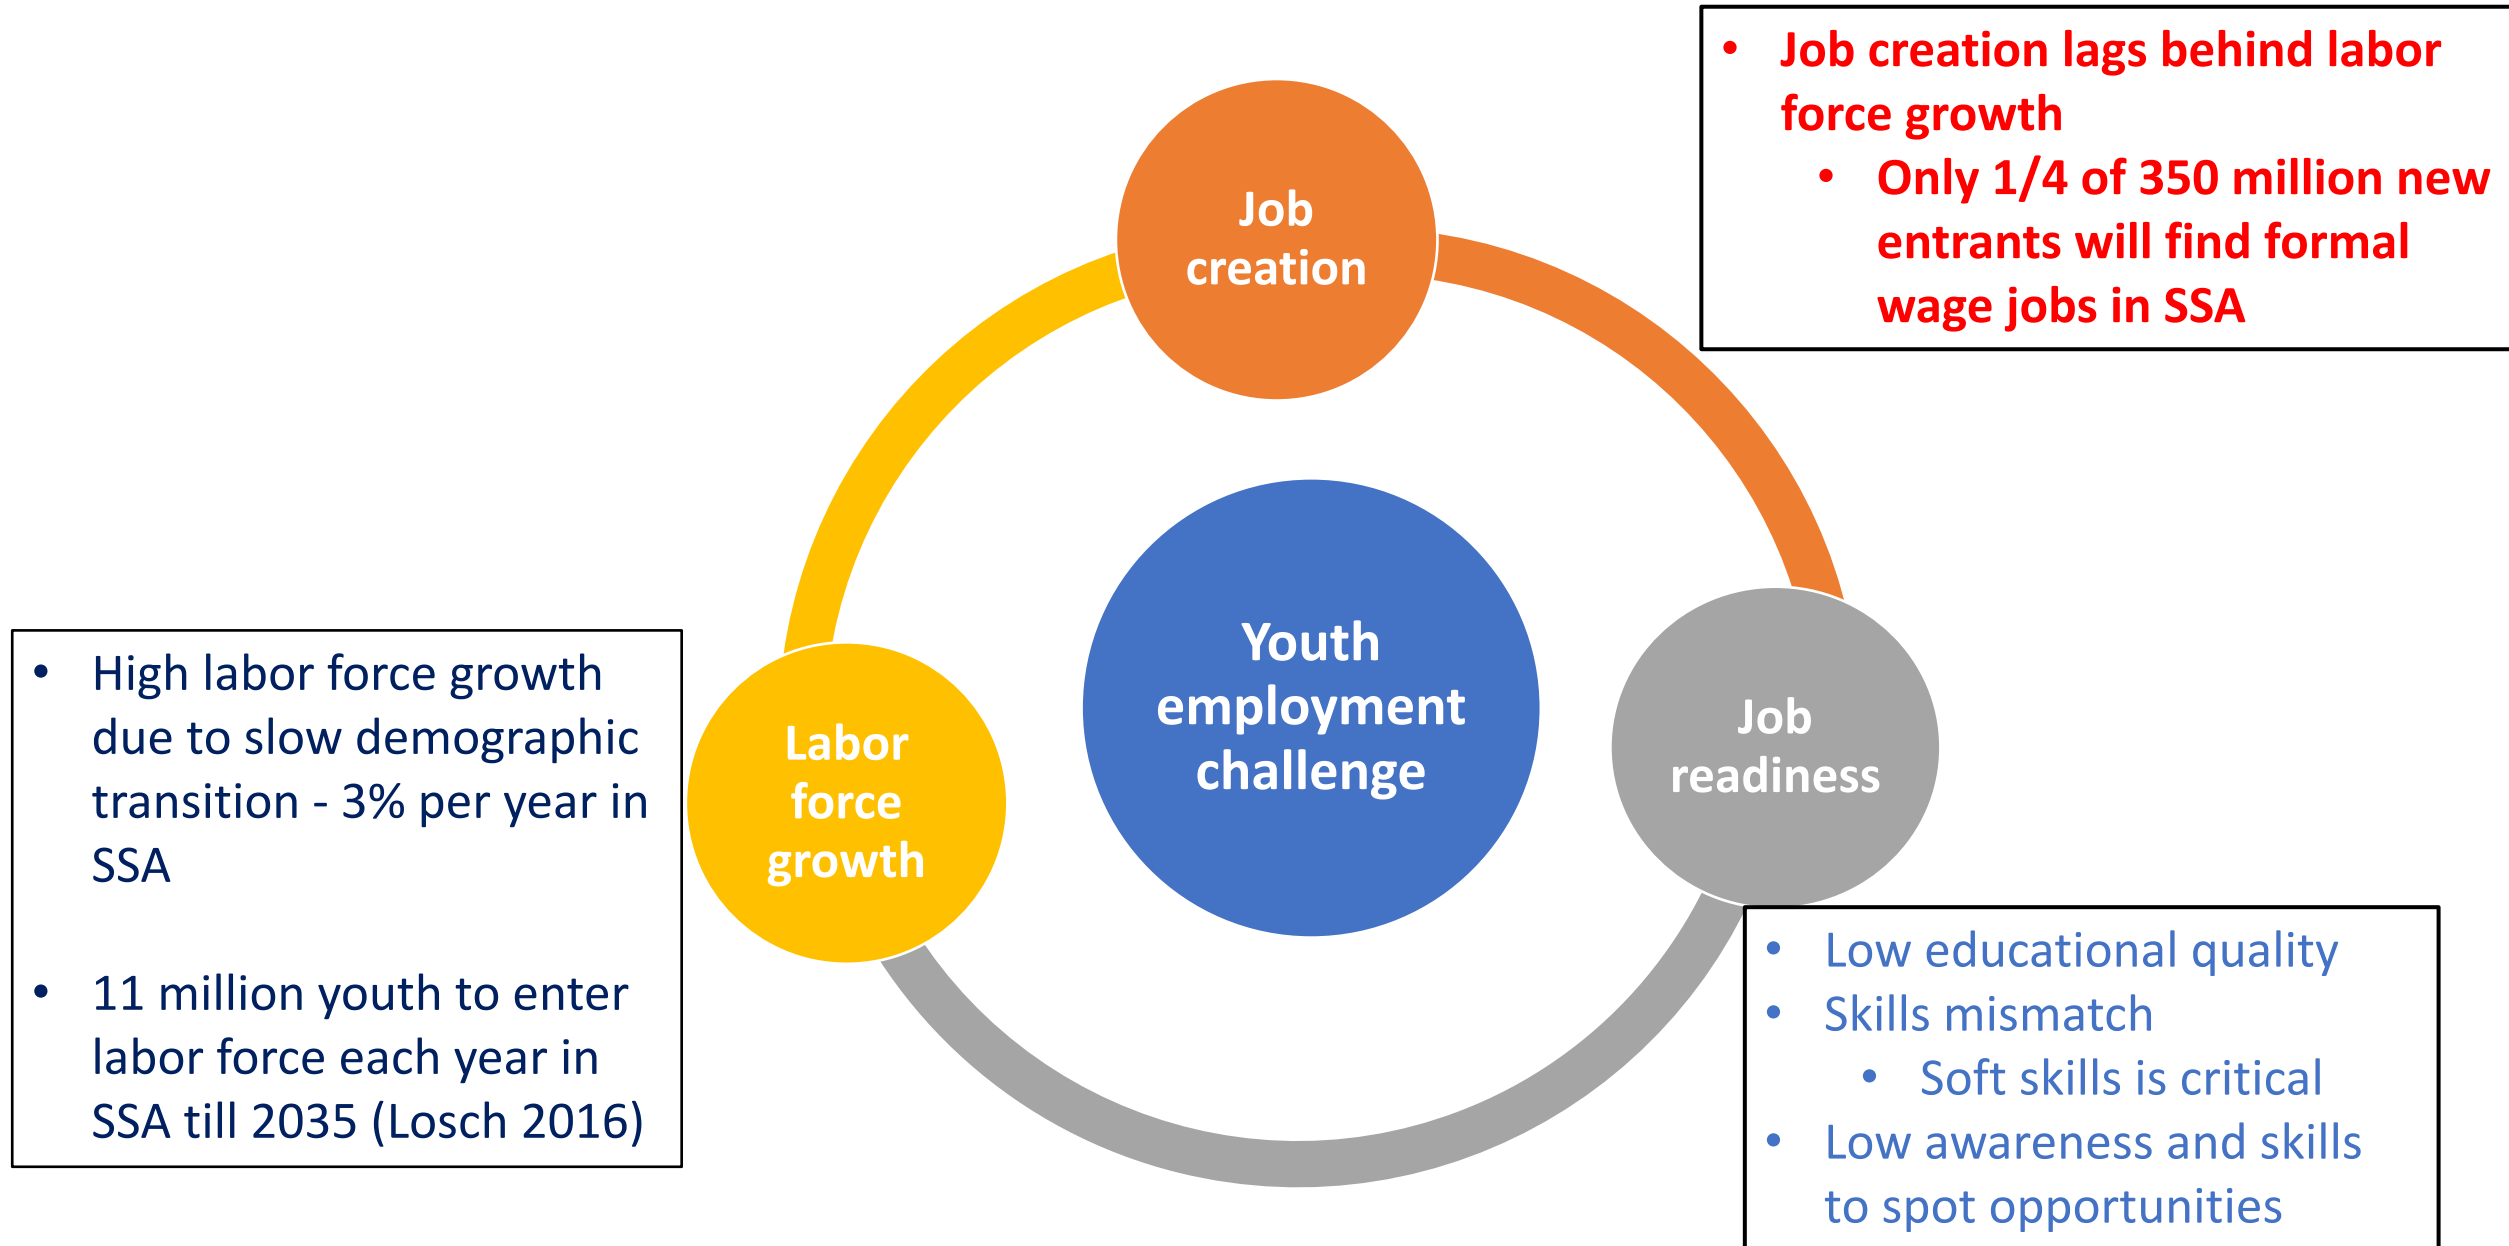 • Job creation lags behind labor
force growth
• Only 1/4 of 350 million new
entrants will find formal
wage jobs in SSA
Job
creation
Youth
employment
challenge
Labor
force
growth
Job
readiness
• High labor force growth
due to slow demographic
transition - 3% per year in
SSA
• 11 million youth to enter
labor force each year in
SSA till 2035 (Losch 2016)
• Low educational quality
• Skills mismatch
• Soft skills is critical
• Low awareness and skills
to spot opportunities